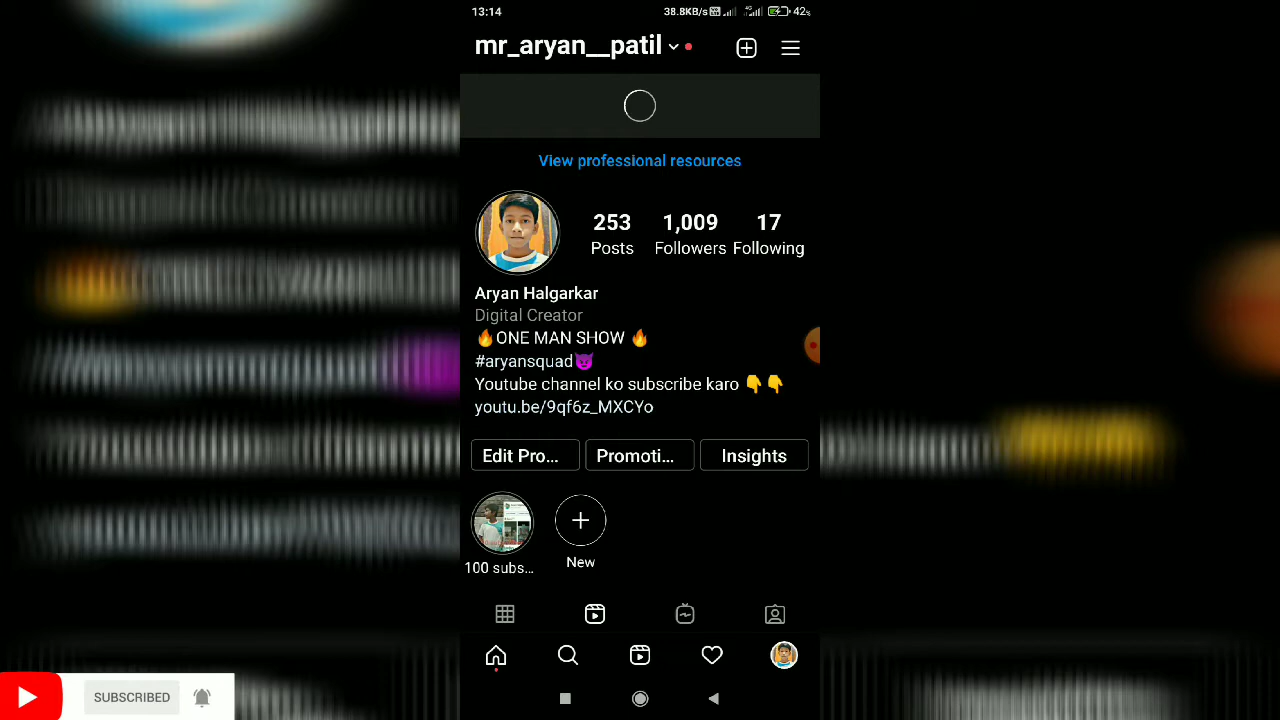 13:14 38.8KB/s 4G 42%
mr_aryan__patil
View professional resources
253 1,009 17
Posts Followers Following
Aryan Halgarkar
Digital Creator
🔥ONE MAN SHOW 🔥
#aryansquad😈
Youtube channel ko subscribe karo 👇👇
youtu.be/9qf6z_MXCYo
Edit Pro... Promoti... Insights
100 subs... New
SUBSCRIBED